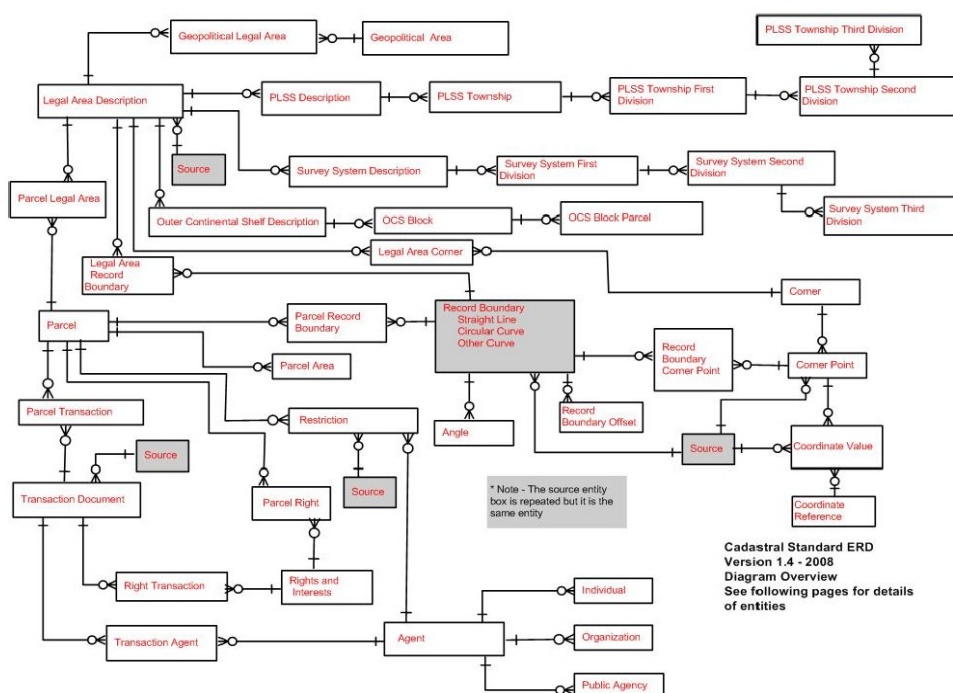 PLSS Township Third Division
Geopolitical Legal Area
Geopolitical Area
Legal Area Description
PLSS Description
PLSS Township
PLSS Township First
Division
PLSS Township Second
Division
Source
Survey System Description
Survey System First
Division
Survey System Second
Division
Parcel Legal Area
Outer Continental Shelf Description
OCS Block
OCS Block Parcel
Survey System Third
Division
Legal Area Corner
Legal Area
Record
Boundary
Corner
Parcel
Parcel Record
Boundary
Record Boundary
Straight Line
Circular Curve
Other Curve
Record
Boundary
Corner Point
Corner Point
Parcel Area
Parcel Transaction
Restriction
Angle
Record
Boundary Offset
Source
Coordinate Value
Source
Transaction Document
Parcel Right
Source
* Note - The source entity
box is repeated but it is the
same entity
Coordinate
Reference
Cadastral Standard ERD
Version 1.4 - 2008
Diagram Overview
See following pages for details
of entities
Right Transaction
Rights and
Interests
Individual
Transaction Agent
Agent
Organization
Public Agency